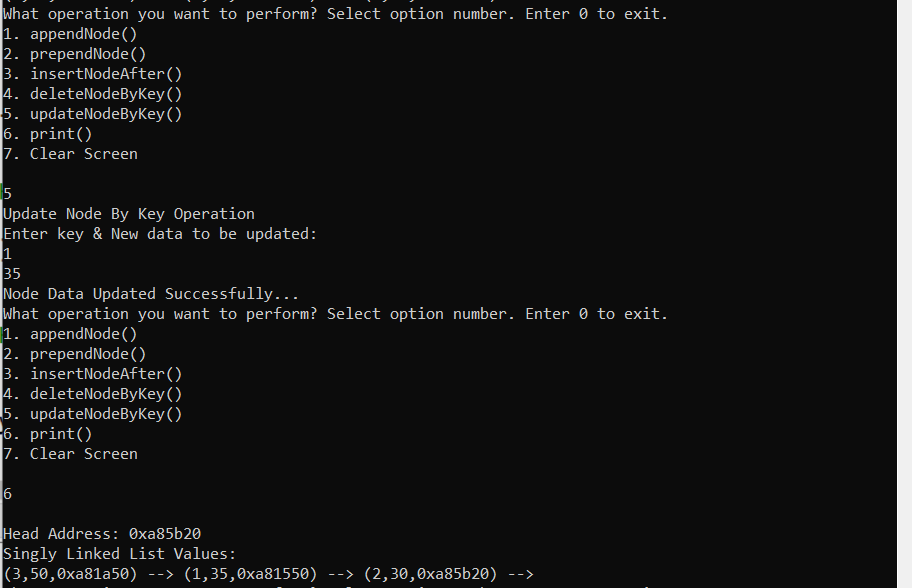 What operation you want to perform? Select option number. Enter 0 to exit.
1. appendNode()
2. prependNode()
3. insertNodeAfter()
4. deleteNodeByKey()
5. updateNodeByKey()
6. print()
7. Clear Screen
5
Update Node By Key Operation
Enter key & New data to be updated:
1
35
Node Data Updated Successfully...
What operation you want to perform? Select option number. Enter 0 to exit.
1. appendNode()
2. prependNode()
3. insertNodeAfter()
4. deleteNodeByKey()
5. updateNodeByKey()
6. print()
7. Clear Screen
6
Head Address: 0xa85b20
Singly Linked List Values:
(3,50,0xa81a50) --> (1,35,0xa81550) --> (2,30,0xa85b20) -->